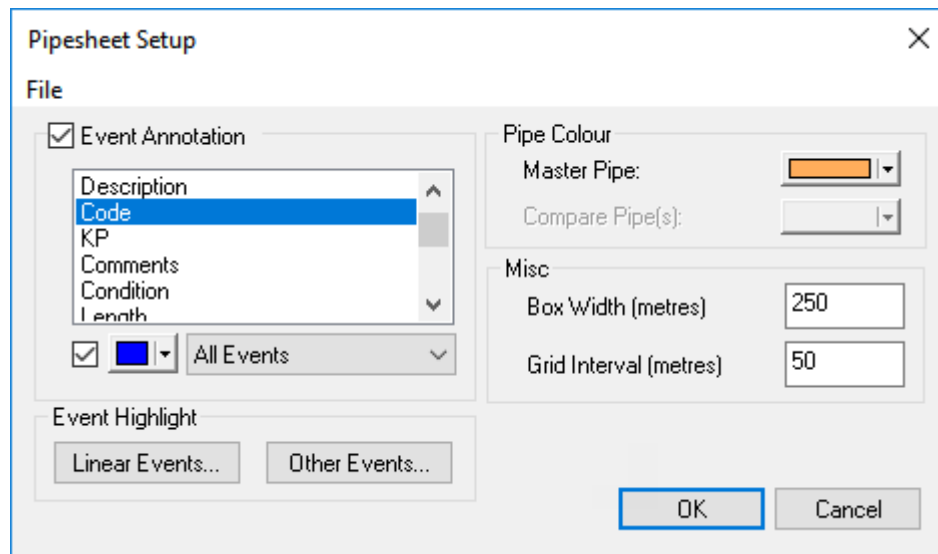 Pipesheet Setup
File
Event Annotation
Description
Code
KP
Comments
Condition
Length
All Events
Event Highlight
Linear Events...
Other Events...
Pipe Colour
Master Pipe:
Compare Pipe(s):
Misc
Box Width (metres)
250
Grid Interval (metres)
50
OK
Cancel